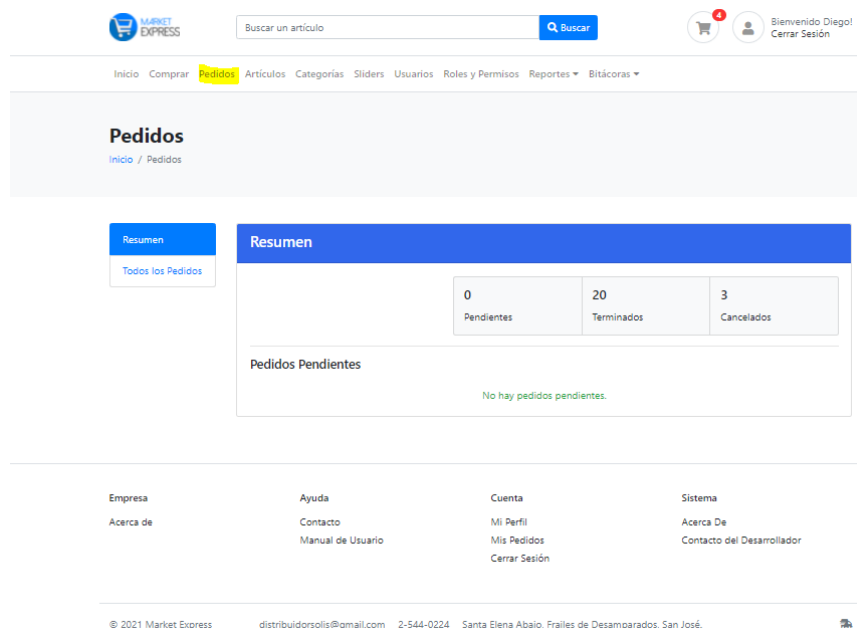 MARKET
EXPRESS
Buscar un artículo
Buscar
4
Bienvenido Diego!
Cerrar Sesión
Inicio Comprar Pedidos Artículos Categorías Sliders Usuarios Roles y Permisos Reportes Bitácoras
Pedidos
Inicio / Pedidos
Resumen
Todos los Pedidos
Resumen
0 20 3
Pendientes Terminados Cancelados
Pedidos Pendientes
No hay pedidos pendientes.
Empresa Ayuda Cuenta Sistema
Acerca de Contacto Mi Perfil Acerca De
Manual de Usuario Mis Pedidos Contacto del Desarrollador
Cerrar Sesión
© 2021 Market Express distribuidorsolis@gmail.com 2-544-0224 Santa Elena Abajo, Frailes de Desamparados, San José.